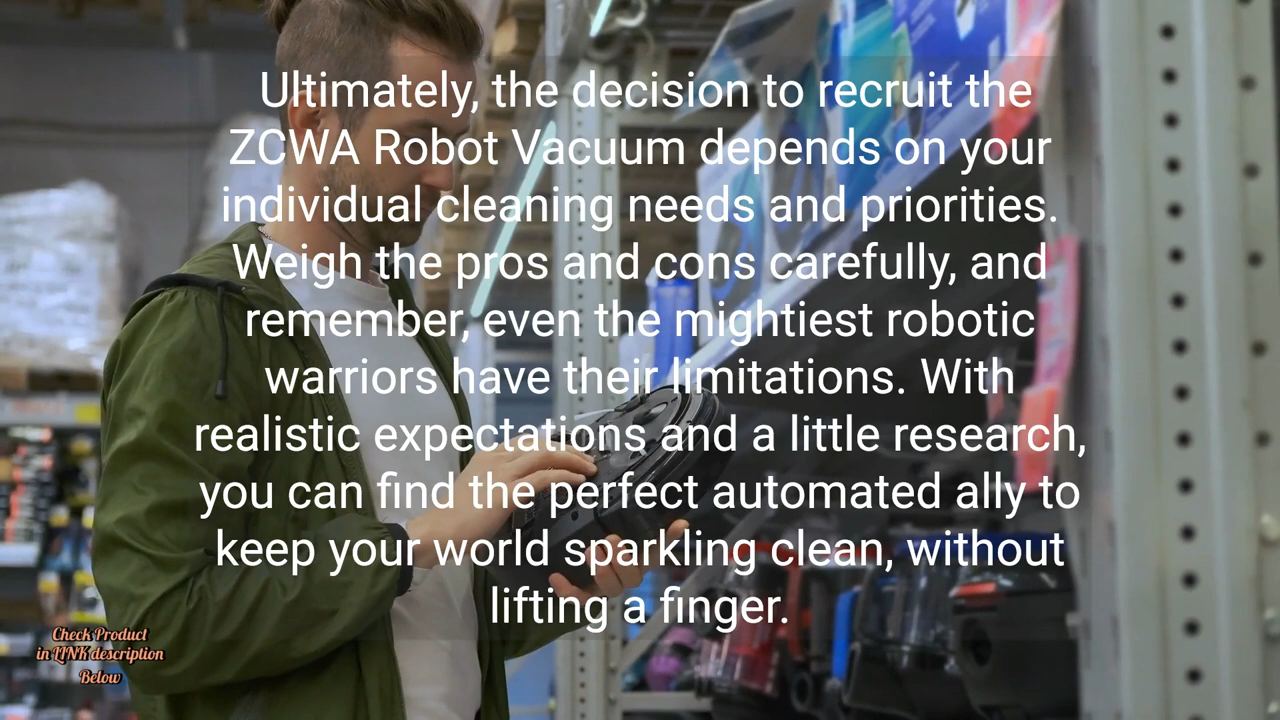 Ultimately, the decision to recruit the
ZCWA Robot Vacuum depends on your
individual cleaning needs and priorities.
Weigh the pros and cons carefully, and
remember, even the mightiest robotic
warriors have their limitations. With
realistic expectations and a little research,
you can find the perfect automated ally to
keep your world sparkling clean, without
lifting a finger.
Check Product
in LINK description
Below